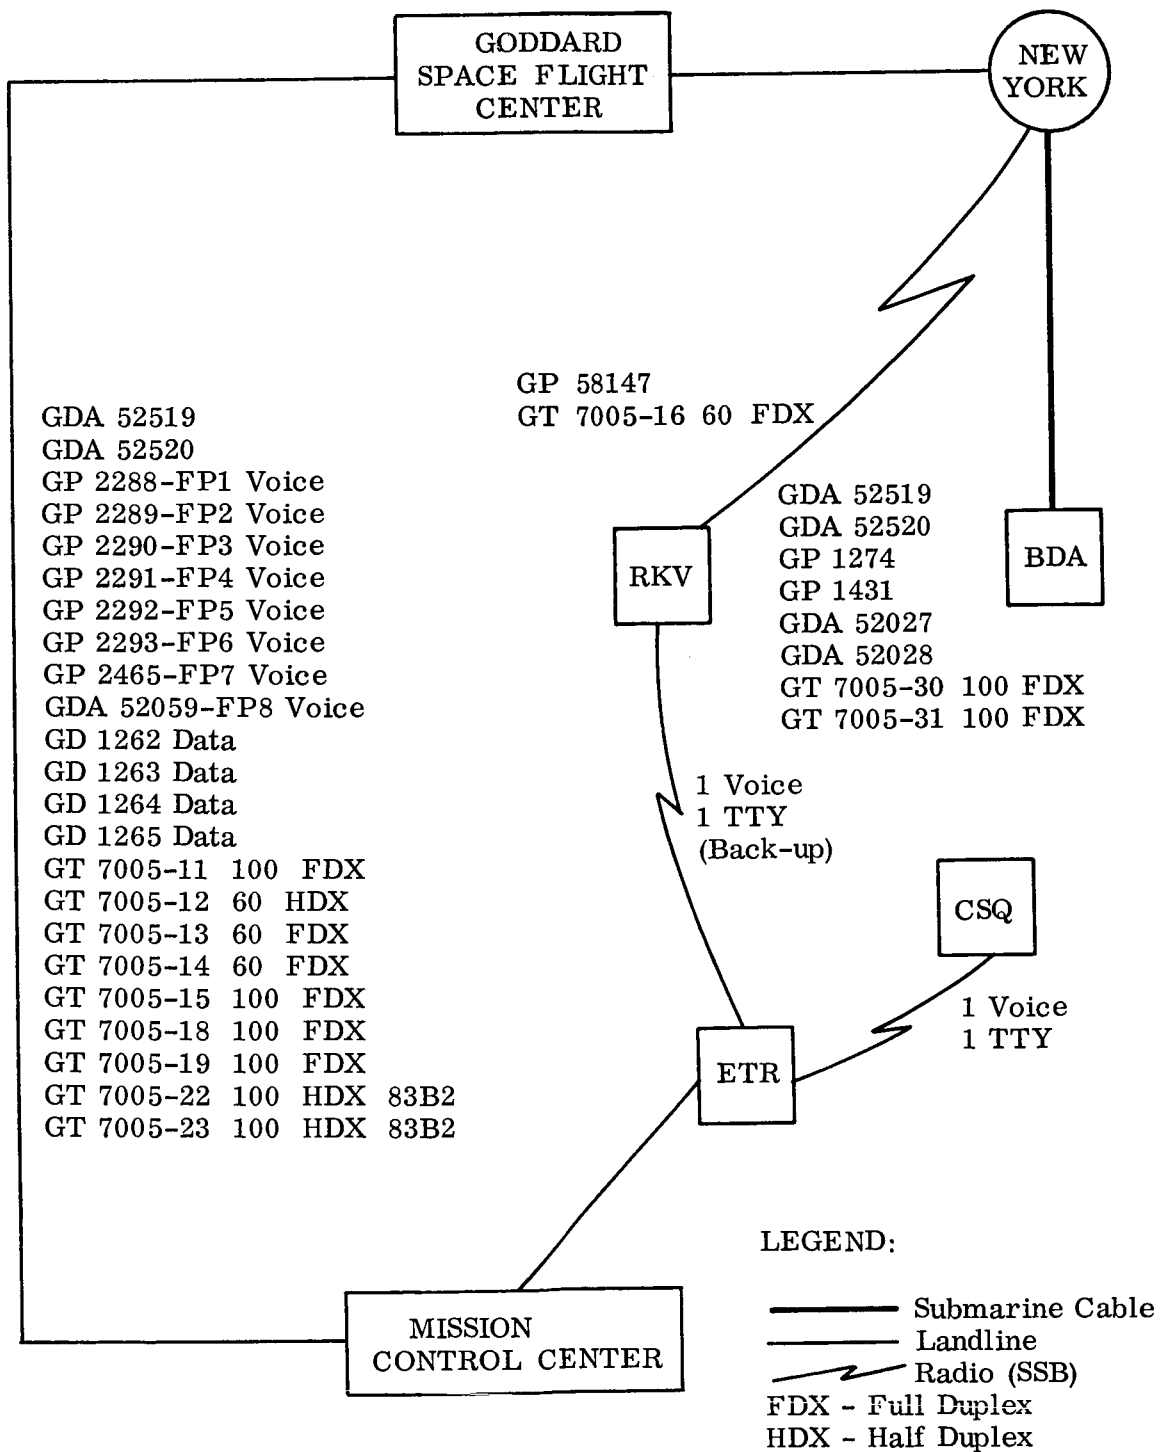 GODDARD
SPACE FLIGHT
CENTER
NEW
YORK
GP 58147
GT 7005-16 60 FDX
GDA 52519
GDA 52520
GP 2288-FP1 Voice
GP 2289-FP2 Voice
GP 2290-FP3 Voice
GP 2291-FP4 Voice
GP 2292-FP5 Voice
GP 2293-FP6 Voice
GP 2465-FP7 Voice
GDA 52059-FP8 Voice
GD 1262 Data
GD 1263 Data
GD 1264 Data
GD 1265 Data
GT 7005-11 100 FDX
GT 7005-12 60 HDX
GT 7005-13 60 FDX
GT 7005-14 60 FDX
GT 7005-15 100 FDX
GT 7005-18 100 FDX
GT 7005-19 100 FDX
GT 7005-22 100 HDX 83B2
GT 7005-23 100 HDX 83B2
RKV
GDA 52519
GDA 52520
GP 1274
GP 1431
GDA 52027
GDA 52028
GT 7005-30 100 FDX
GT 7005-31 100 FDX
BDA
1 Voice
1 TTY
(Back-up)
CSQ
1 Voice
1 TTY
ETR
MISSION
CONTROL CENTER
LEGEND:
Submarine Cable
Landline
Radio (SSB)
FDX - Full Duplex
HDX - Half Duplex